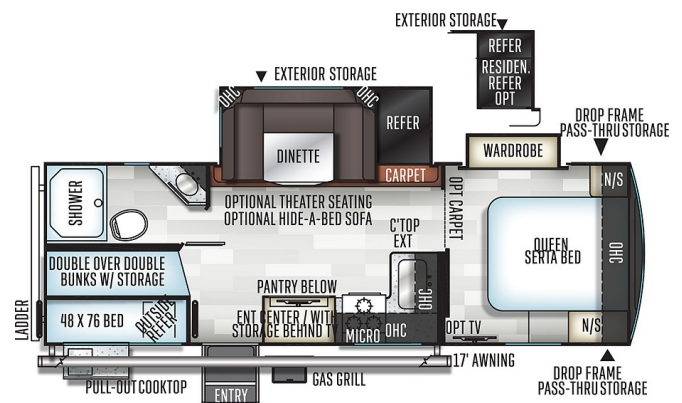 EXTERIOR STORAGE
REFER
RESIDEN.
REFER
OPT
EXTERIOR STORAGE
OHC
OHC
REFER
DINETTE
CARPET
WARDROBE
DROP FRAME
PASS-THRU STORAGE
N/S
SHOWER
OPTIONAL THEATER SEATING
OPTIONAL HIDE-A-BED SOFA
OPT CARPET
C'TOP
EXT
QUEEN
SERTA BED
OHC
DOUBLE OVER DOUBLE
BUNKS W/ STORAGE
PANTRY BELOW
OHC
LADDER
48 X 76 BED
OUTSIDE
REFER
ENT CENTER / WITH
STORAGE BEHIND TV
MICRO
OHC
OPT TV
N/S
17' AWNING
PULL-OUT COOKTOP
ENTRY
GAS GRILL
DROP FRAME
PASS-THRU STORAGE